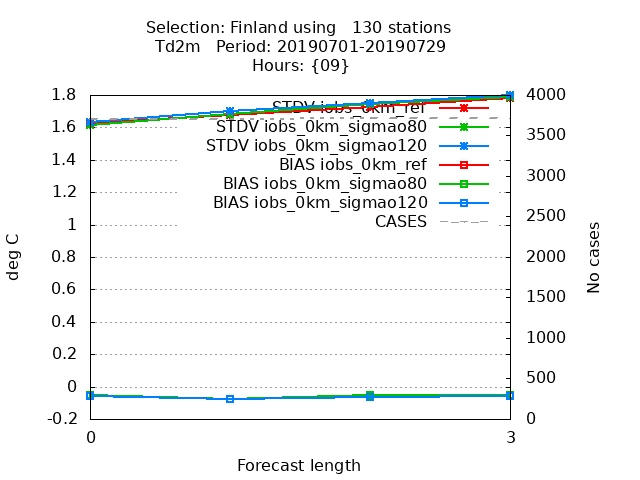 Selection: Finland using   130 stations
Td2m   Period: 20190701-20190729
Hours: {09}
1.8
1.6
1.4
1.2
1
0.8
0.6
0.4
0.2
0
-0.2
deg C
4000
3500
3000
2500
2000
1500
1000
500
0
No cases
STDV iobs_0km_ref
STDV iobs_0km_sigmao80
STDV iobs_0km_sigmao120
BIAS iobs_0km_ref
BIAS iobs_0km_sigmao80
BIAS iobs_0km_sigmao120
CASES
0 3
Forecast length